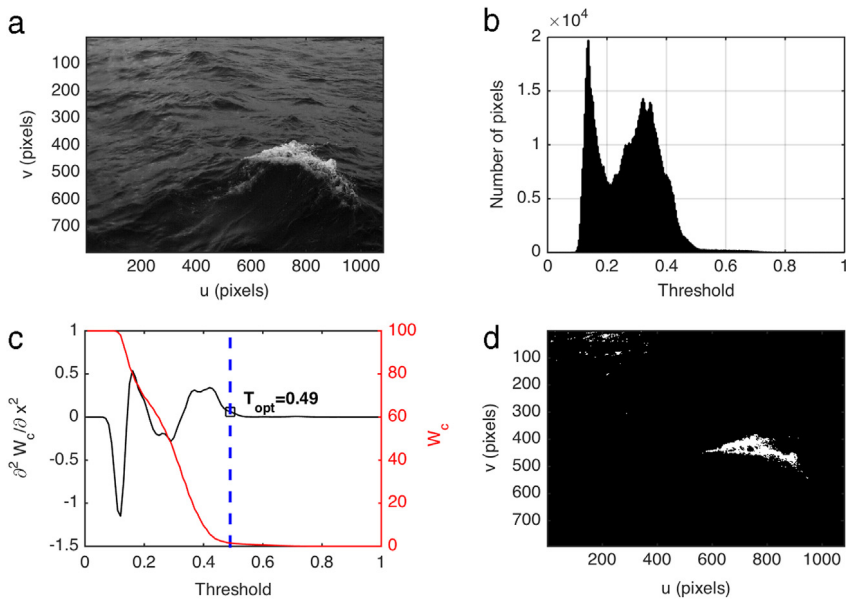 a
100
200
300
400
500
600
700
v (pixels)
200 400 600 800 1000
u (pixels)
b
×10⁴
2
1.5
1
0.5
0
Number of pixels
0 0.2 0.4 0.6 0.8 1
Threshold
c
1
0.5
0
-0.5
-1
-1.5
∂² W_c/∂ x²
T_opt=0.49
100
80
60
40
20
0
W_c
0 0.2 0.4 0.6 0.8 1
Threshold
d
100
200
300
400
500
600
700
v (pixels)
200 400 600 800 1000
u (pixels)